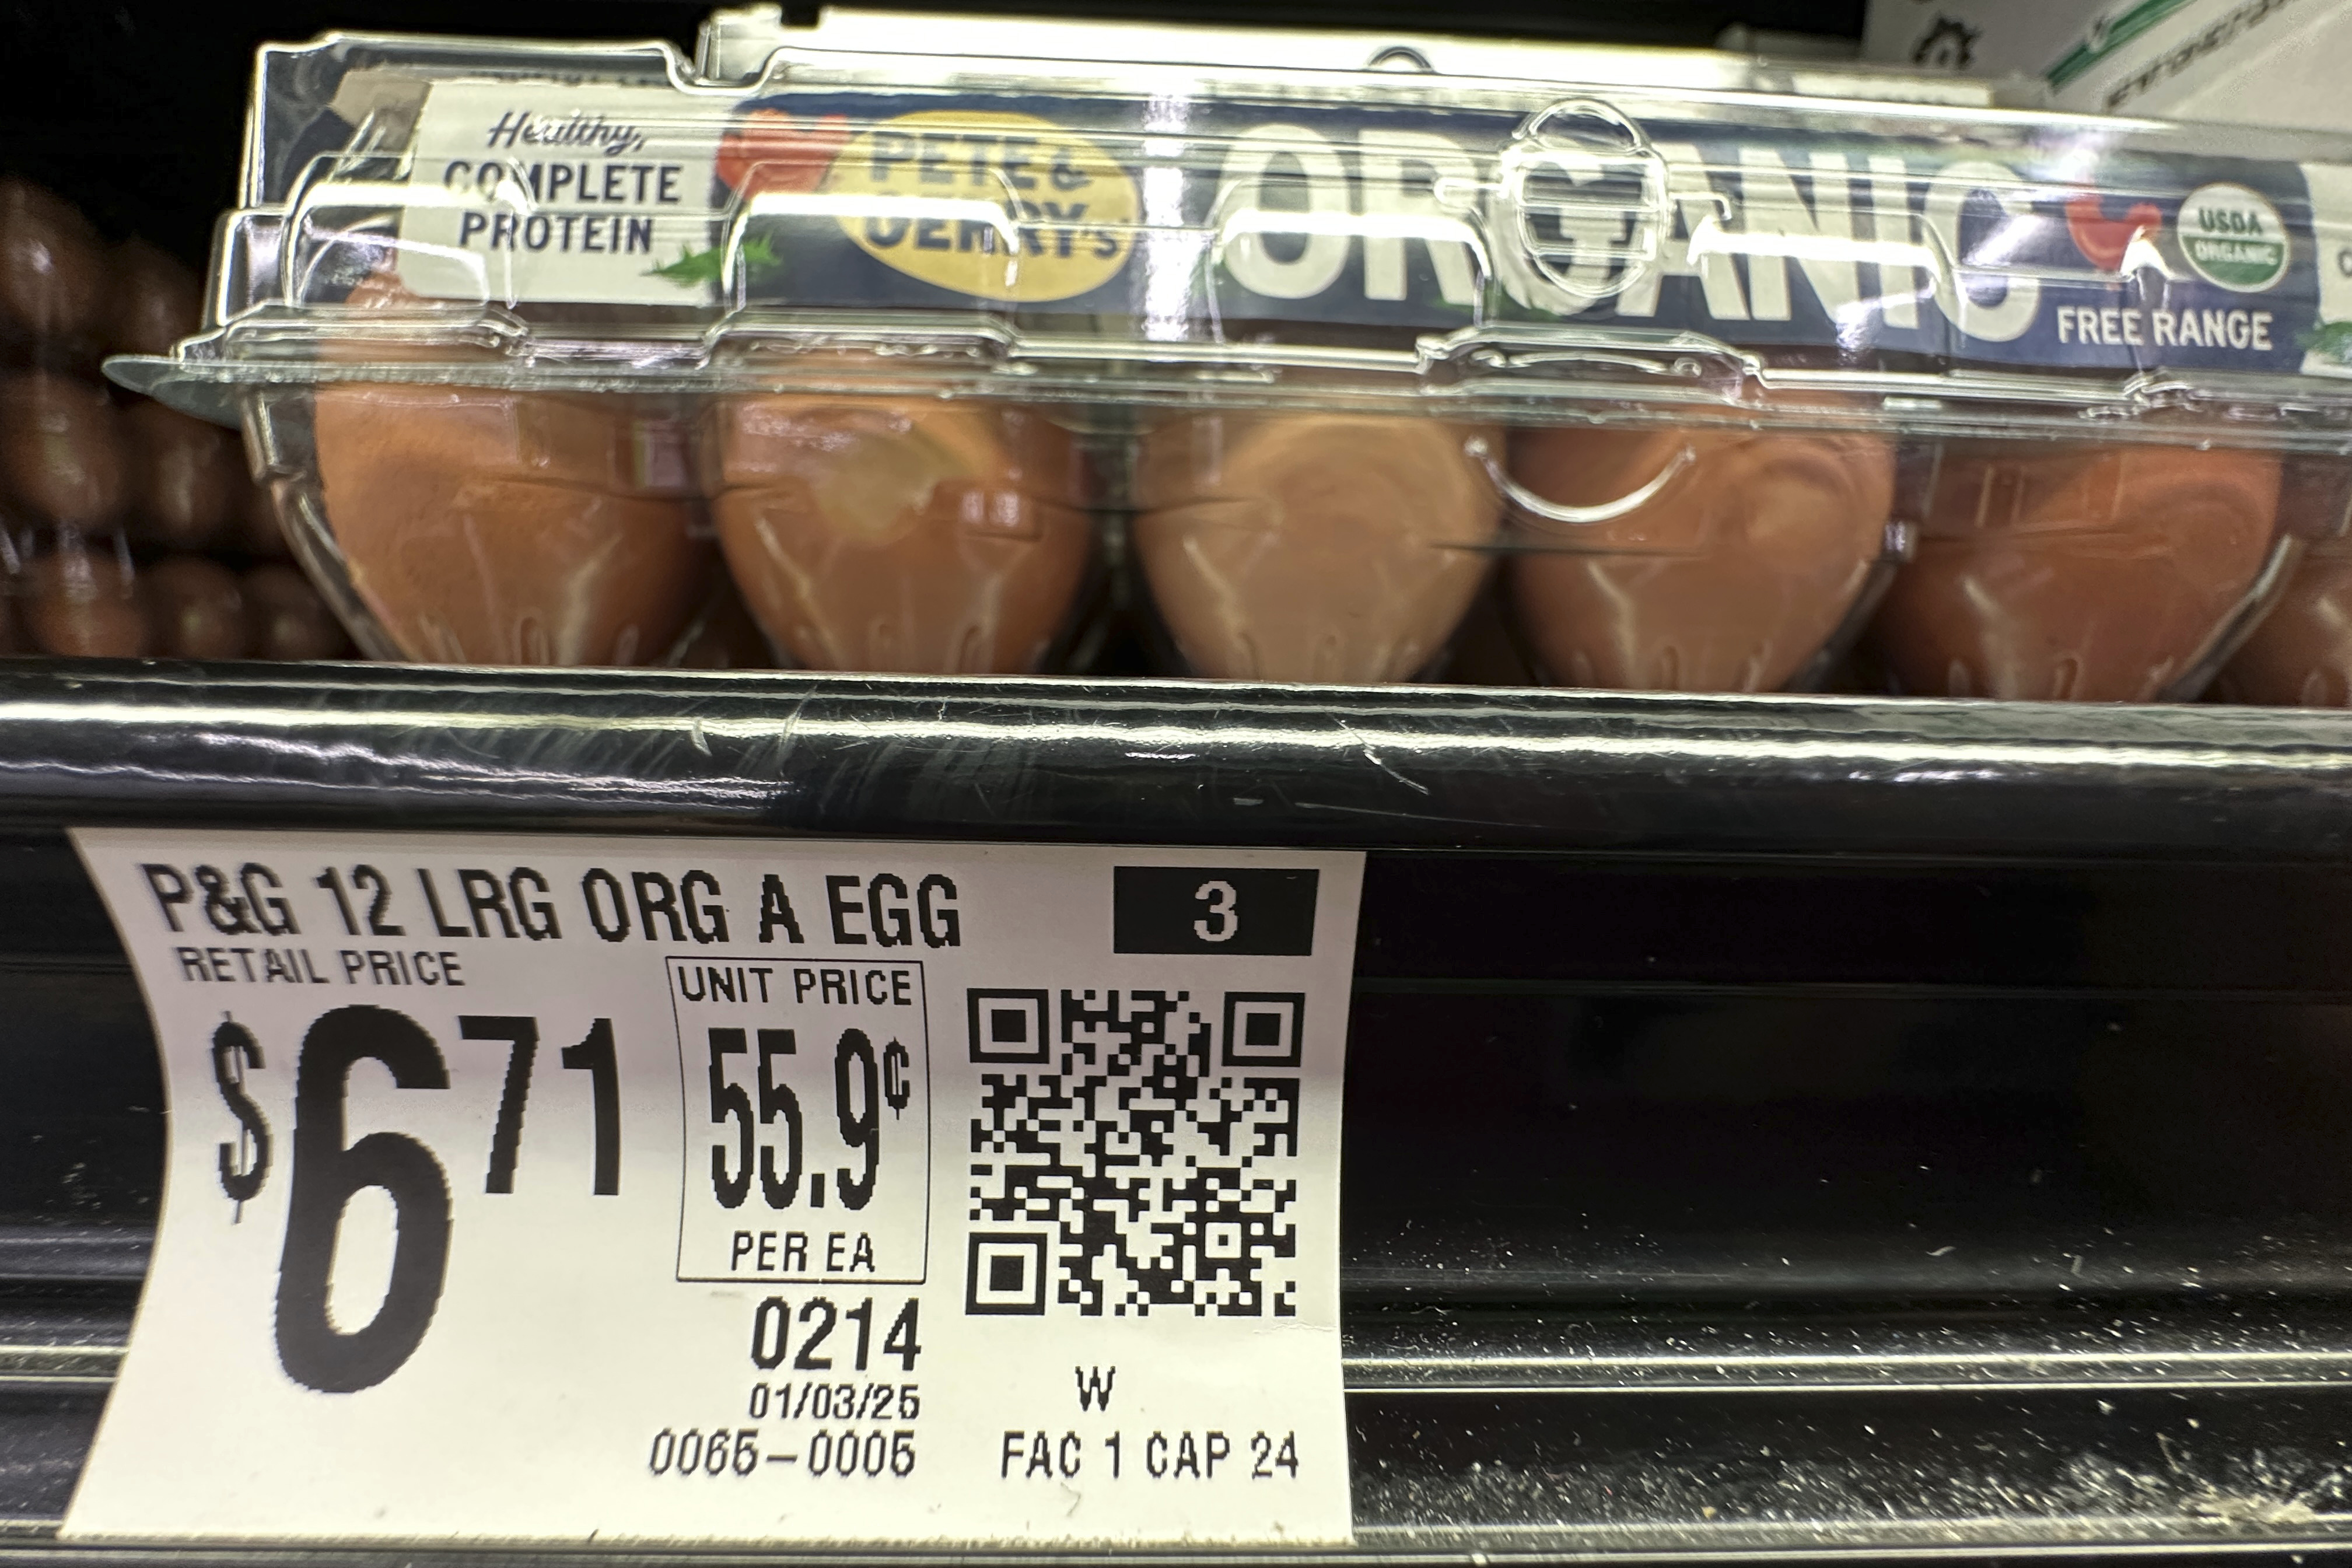 Healthy,
COMPLETE
PROTEIN
PETE &
GERRY'S
ORGANIC
FREE RANGE
USDA
ORGANIC
P&G 12 LRG ORG A EGG
3
RETAIL PRICE
$6 71
UNIT PRICE
55.9¢
PER EA
0214
01/03/25
0065-0005
W
FAC 1 CAP 24